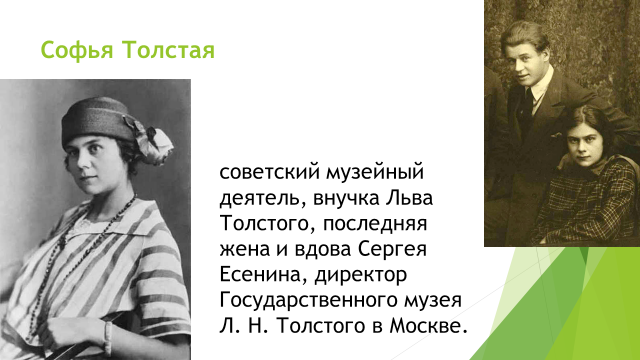 Софья Толстая
советский музейный
деятель, внучка Льва
Толстого, последняя
жена и вдова Сергея
Есенина, директор
Государственного музея
Л. Н. Толстого в Москве.